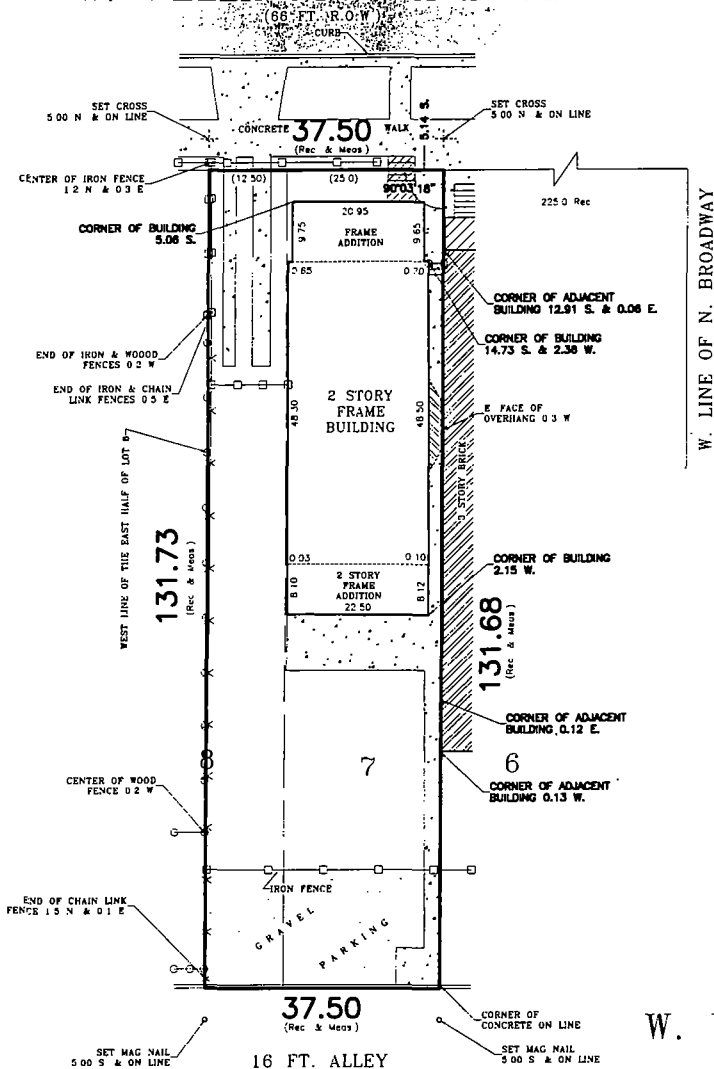 (66 FT. R.O.W.)
CURB
SET CROSS
5.00 N & ON LINE
CONCRETE
37.50
WALK
(Rec & Meas)
5.14 S.
SET CROSS
5.00 N & ON LINE
CENTER OF IRON FENCE
1.2 N & 0.3 E
(12.50)
(25.0)
90°03'18"
225.0 Rec
W. LINE OF N. BROADWAY
CORNER OF BUILDING
5.06 S.
20.95
9.75
FRAME
ADDITION
9.65
0.65
0.70
CORNER OF ADJACENT
BUILDING 12.91 S. & 0.06 E.
CORNER OF BUILDING
14.73 S. & 2.38 W.
END OF IRON & WOOOD
FENCES 0.2 W
END OF IRON & CHAIN
LINK FENCES 0.5 E
2 STORY
FRAME
BUILDING
48.50
48.50
E FACE OF
OVERHANG 0.3 W
3 STORY BRICK
WEST LINE OF THE EAST HALF OF LOT 8
131.73
(Rec & Meas)
0.03
0.10
8.10
2 STORY
FRAME
ADDITION
22.50
8.12
CORNER OF BUILDING
2.15 W.
131.68
(Rec & Meas)
CORNER OF ADJACENT
BUILDING, 0.12 E.
8
7
6
CENTER OF WOOD
FENCE 0.2 W
CORNER OF ADJACENT
BUILDING 0.13 W.
IRON FENCE
END OF CHAIN LINK
FENCE 1.5 N & 0.1 E
GRAVEL
PARKING
37.50
(Rec & Meas)
CORNER OF
CONCRETE ON LINE
W.
SET MAG NAIL
5.00 S & ON LINE
16 FT. ALLEY
SET MAG NAIL
5.00 S & ON LINE